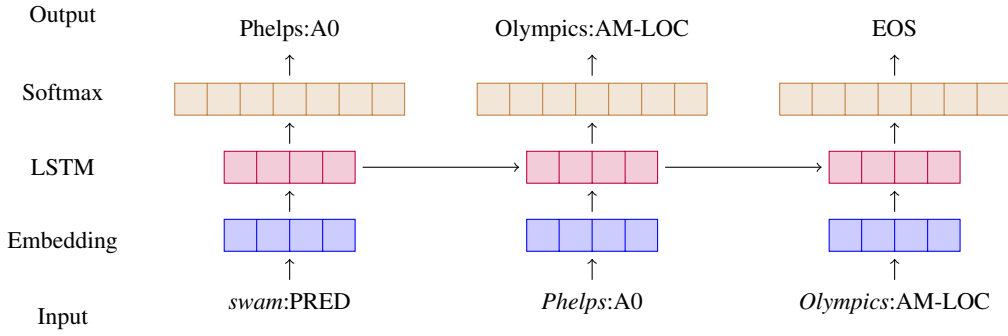 Output Phelps:A0 Olympics:AM-LOC EOS
Softmax
LSTM
Embedding
Input swam:PRED Phelps:A0 Olympics:AM-LOC